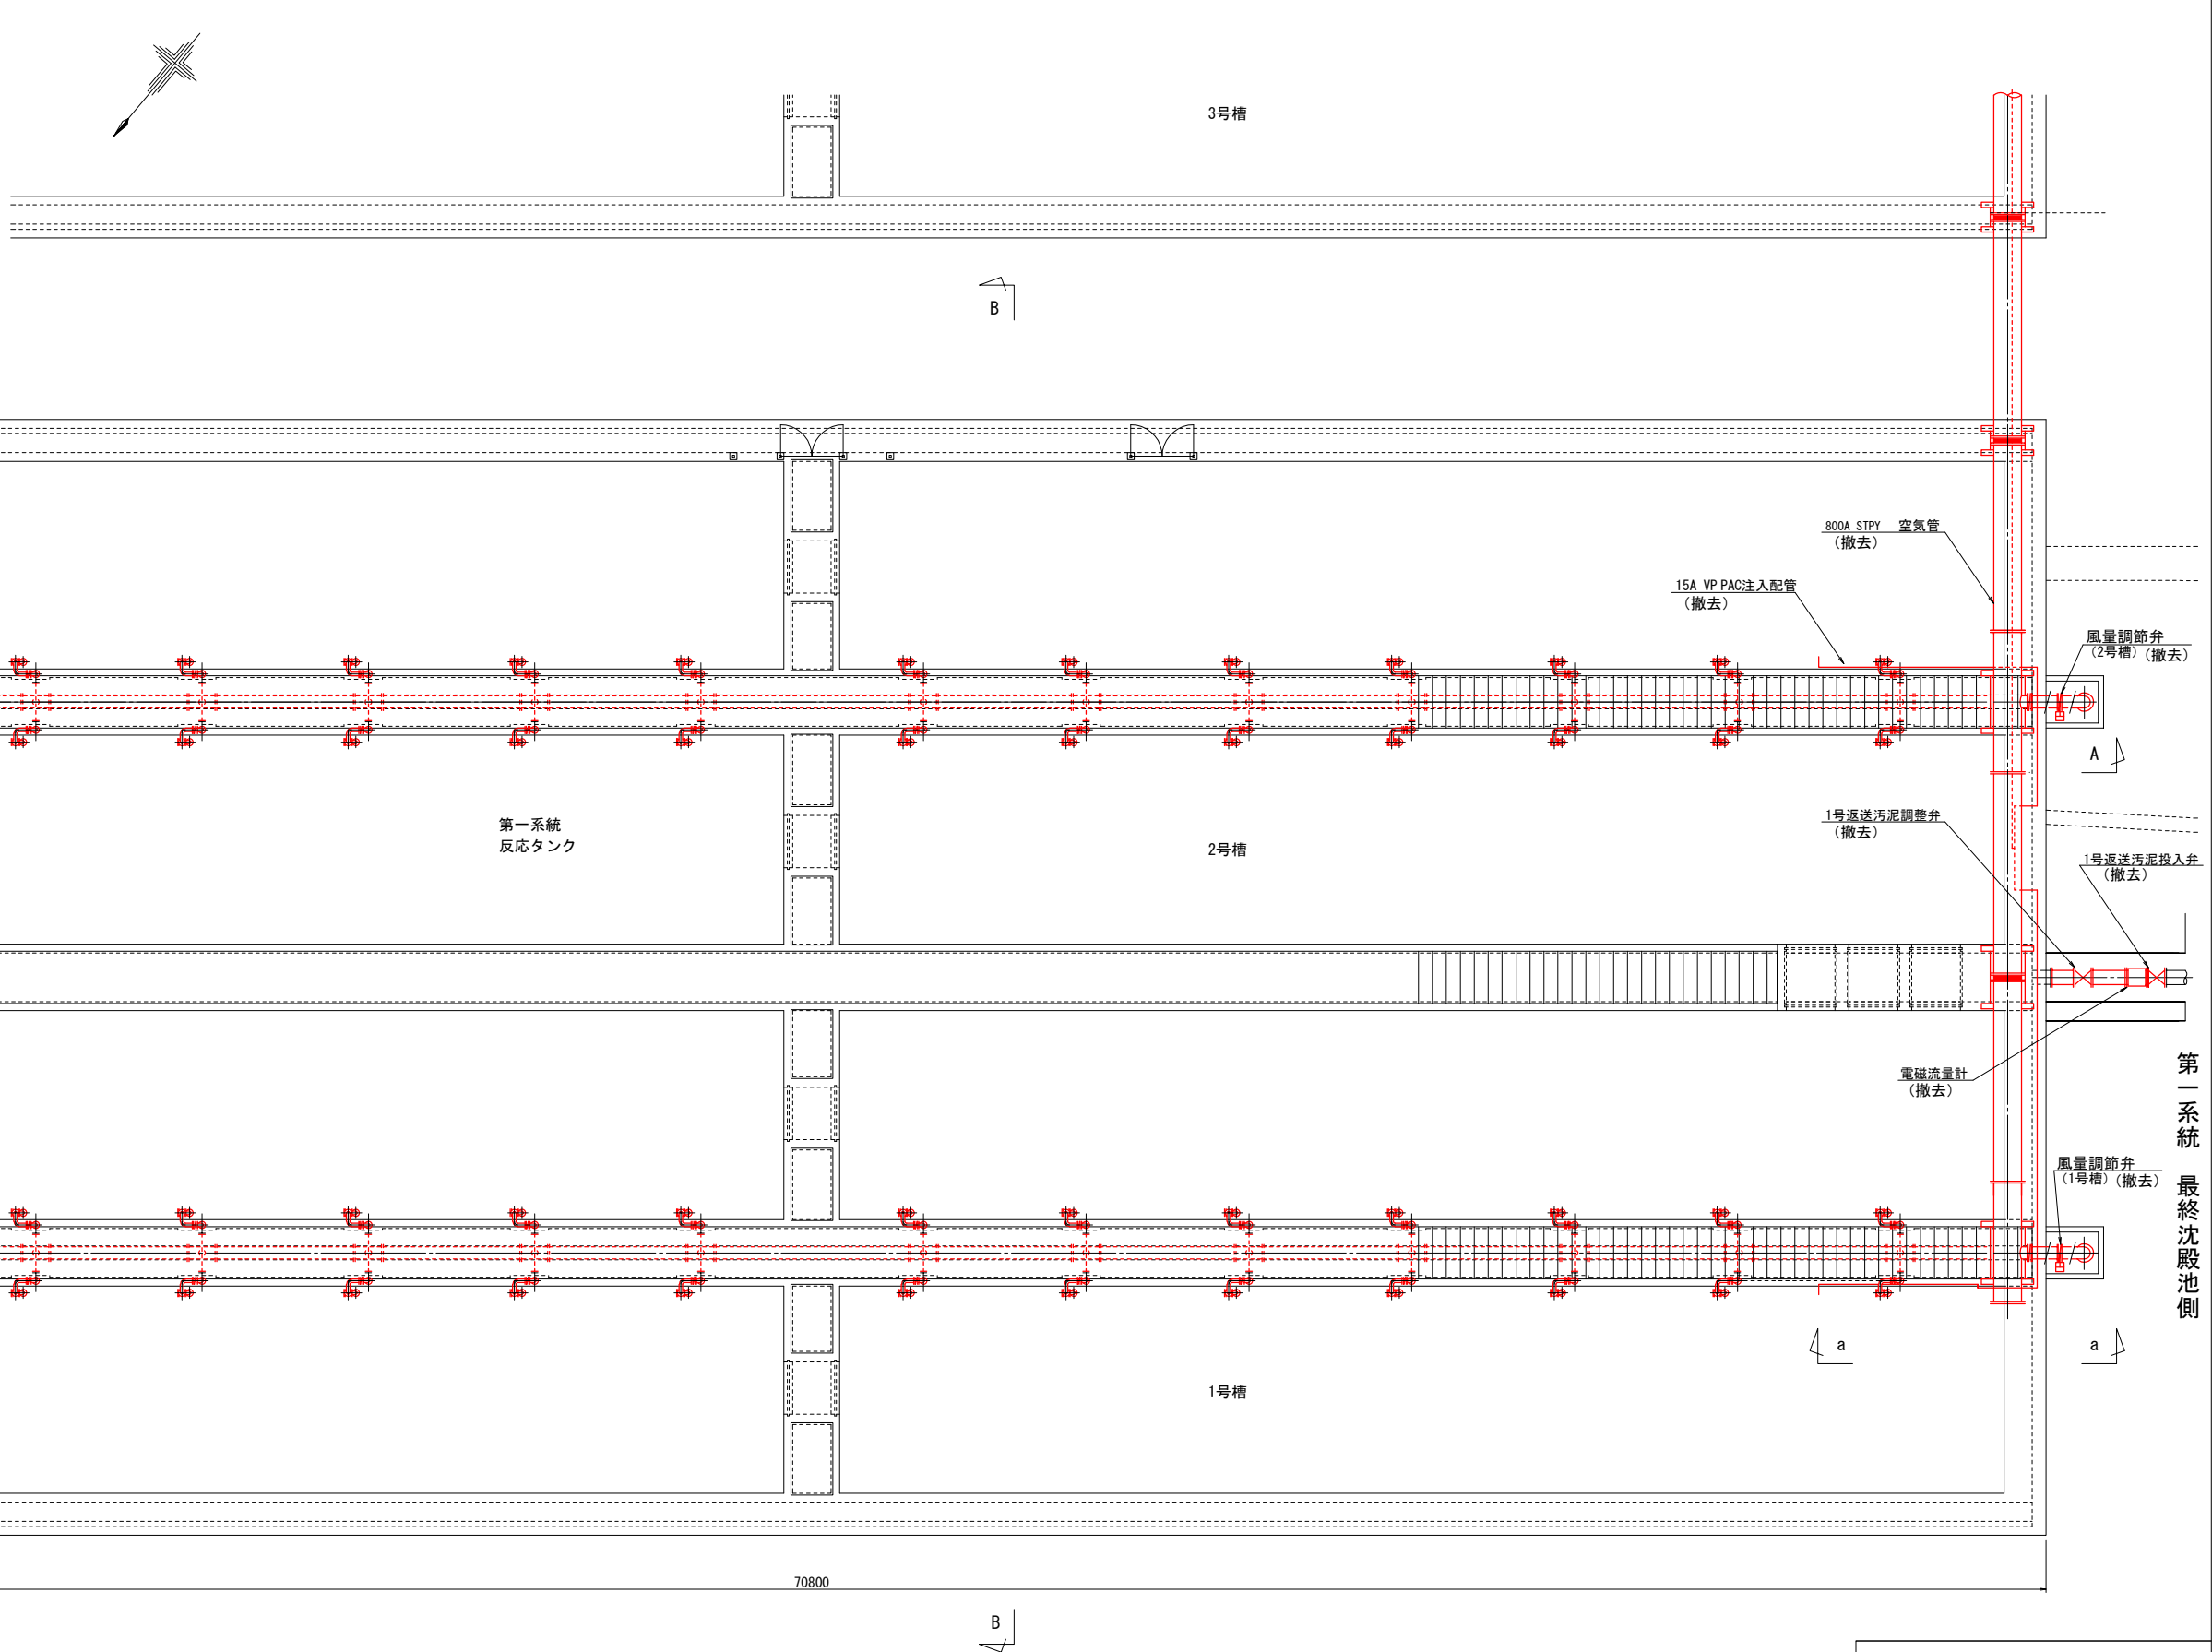 3号槽
B
800A STPY 空気管
（撤去）
15A VP PAC注入配管
（撤去）
風量調節弁
（2号槽）（撤去）
A
第一系統
反応タンク
2号槽
1号返送汚泥調整弁
（撤去）
1号返送汚泥投入弁
（撤去）
電磁流量計
（撤去）
第一系統 最終沈殿池側
風量調節弁
（1号槽）（撤去）
a
a
1号槽
70800
B